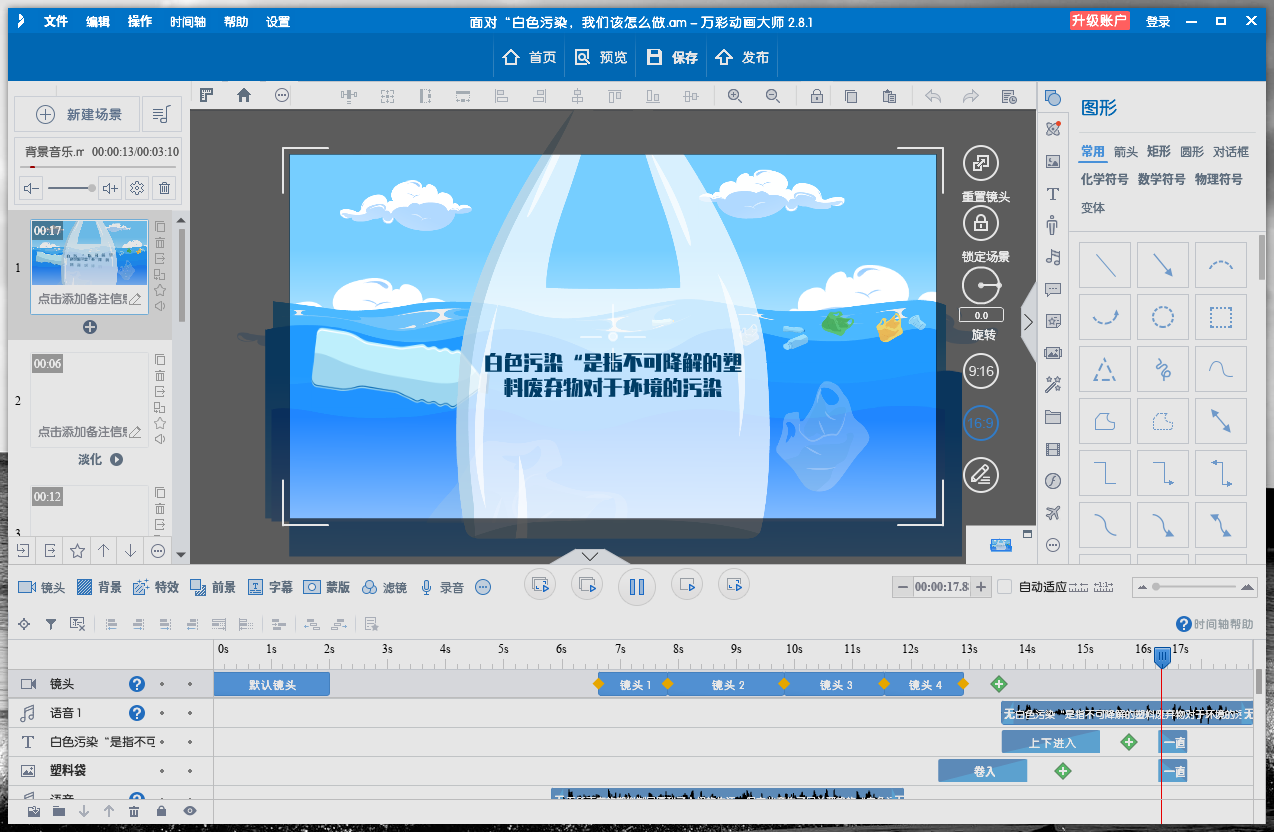 文件 编辑 操作 时间轴 帮助 设置
面对“白色污染，我们该怎么做.am – 万彩动画大师 2.8.1
升级账户 登录
首页 预览 保存 发布
新建场景
背景音乐.m 00:00:13/00:03:10
1
00:17
点击添加备注信息
2
00:06
点击添加备注信息
淡化
3
00:12
白色污染“是指不可降解的塑
料废弃物对于环境的污染
重置镜头
锁定场景
0.0
旋转
9:16
16:9
图形
常用 箭头 矩形 圆形 对话框
化学符号 数学符号 物理符号
变体
镜头 背景 特效 前景 字幕 蒙版 滤镜 录音
00:00:17.8
自动适应
时间轴帮助
0s 1s 2s 3s 4s 5s 6s 7s 8s 9s 10s 11s 12s 13s 14s 15s 16s 17s
镜头
默认镜头 镜头 1 镜头 2 镜头 3 镜头 4
语音1
无 白色污染“是指不可降解的塑料废弃物对于环境的污 无
白色污染“是指不可
上下进入 一直
塑料袋
卷入 一直
语音